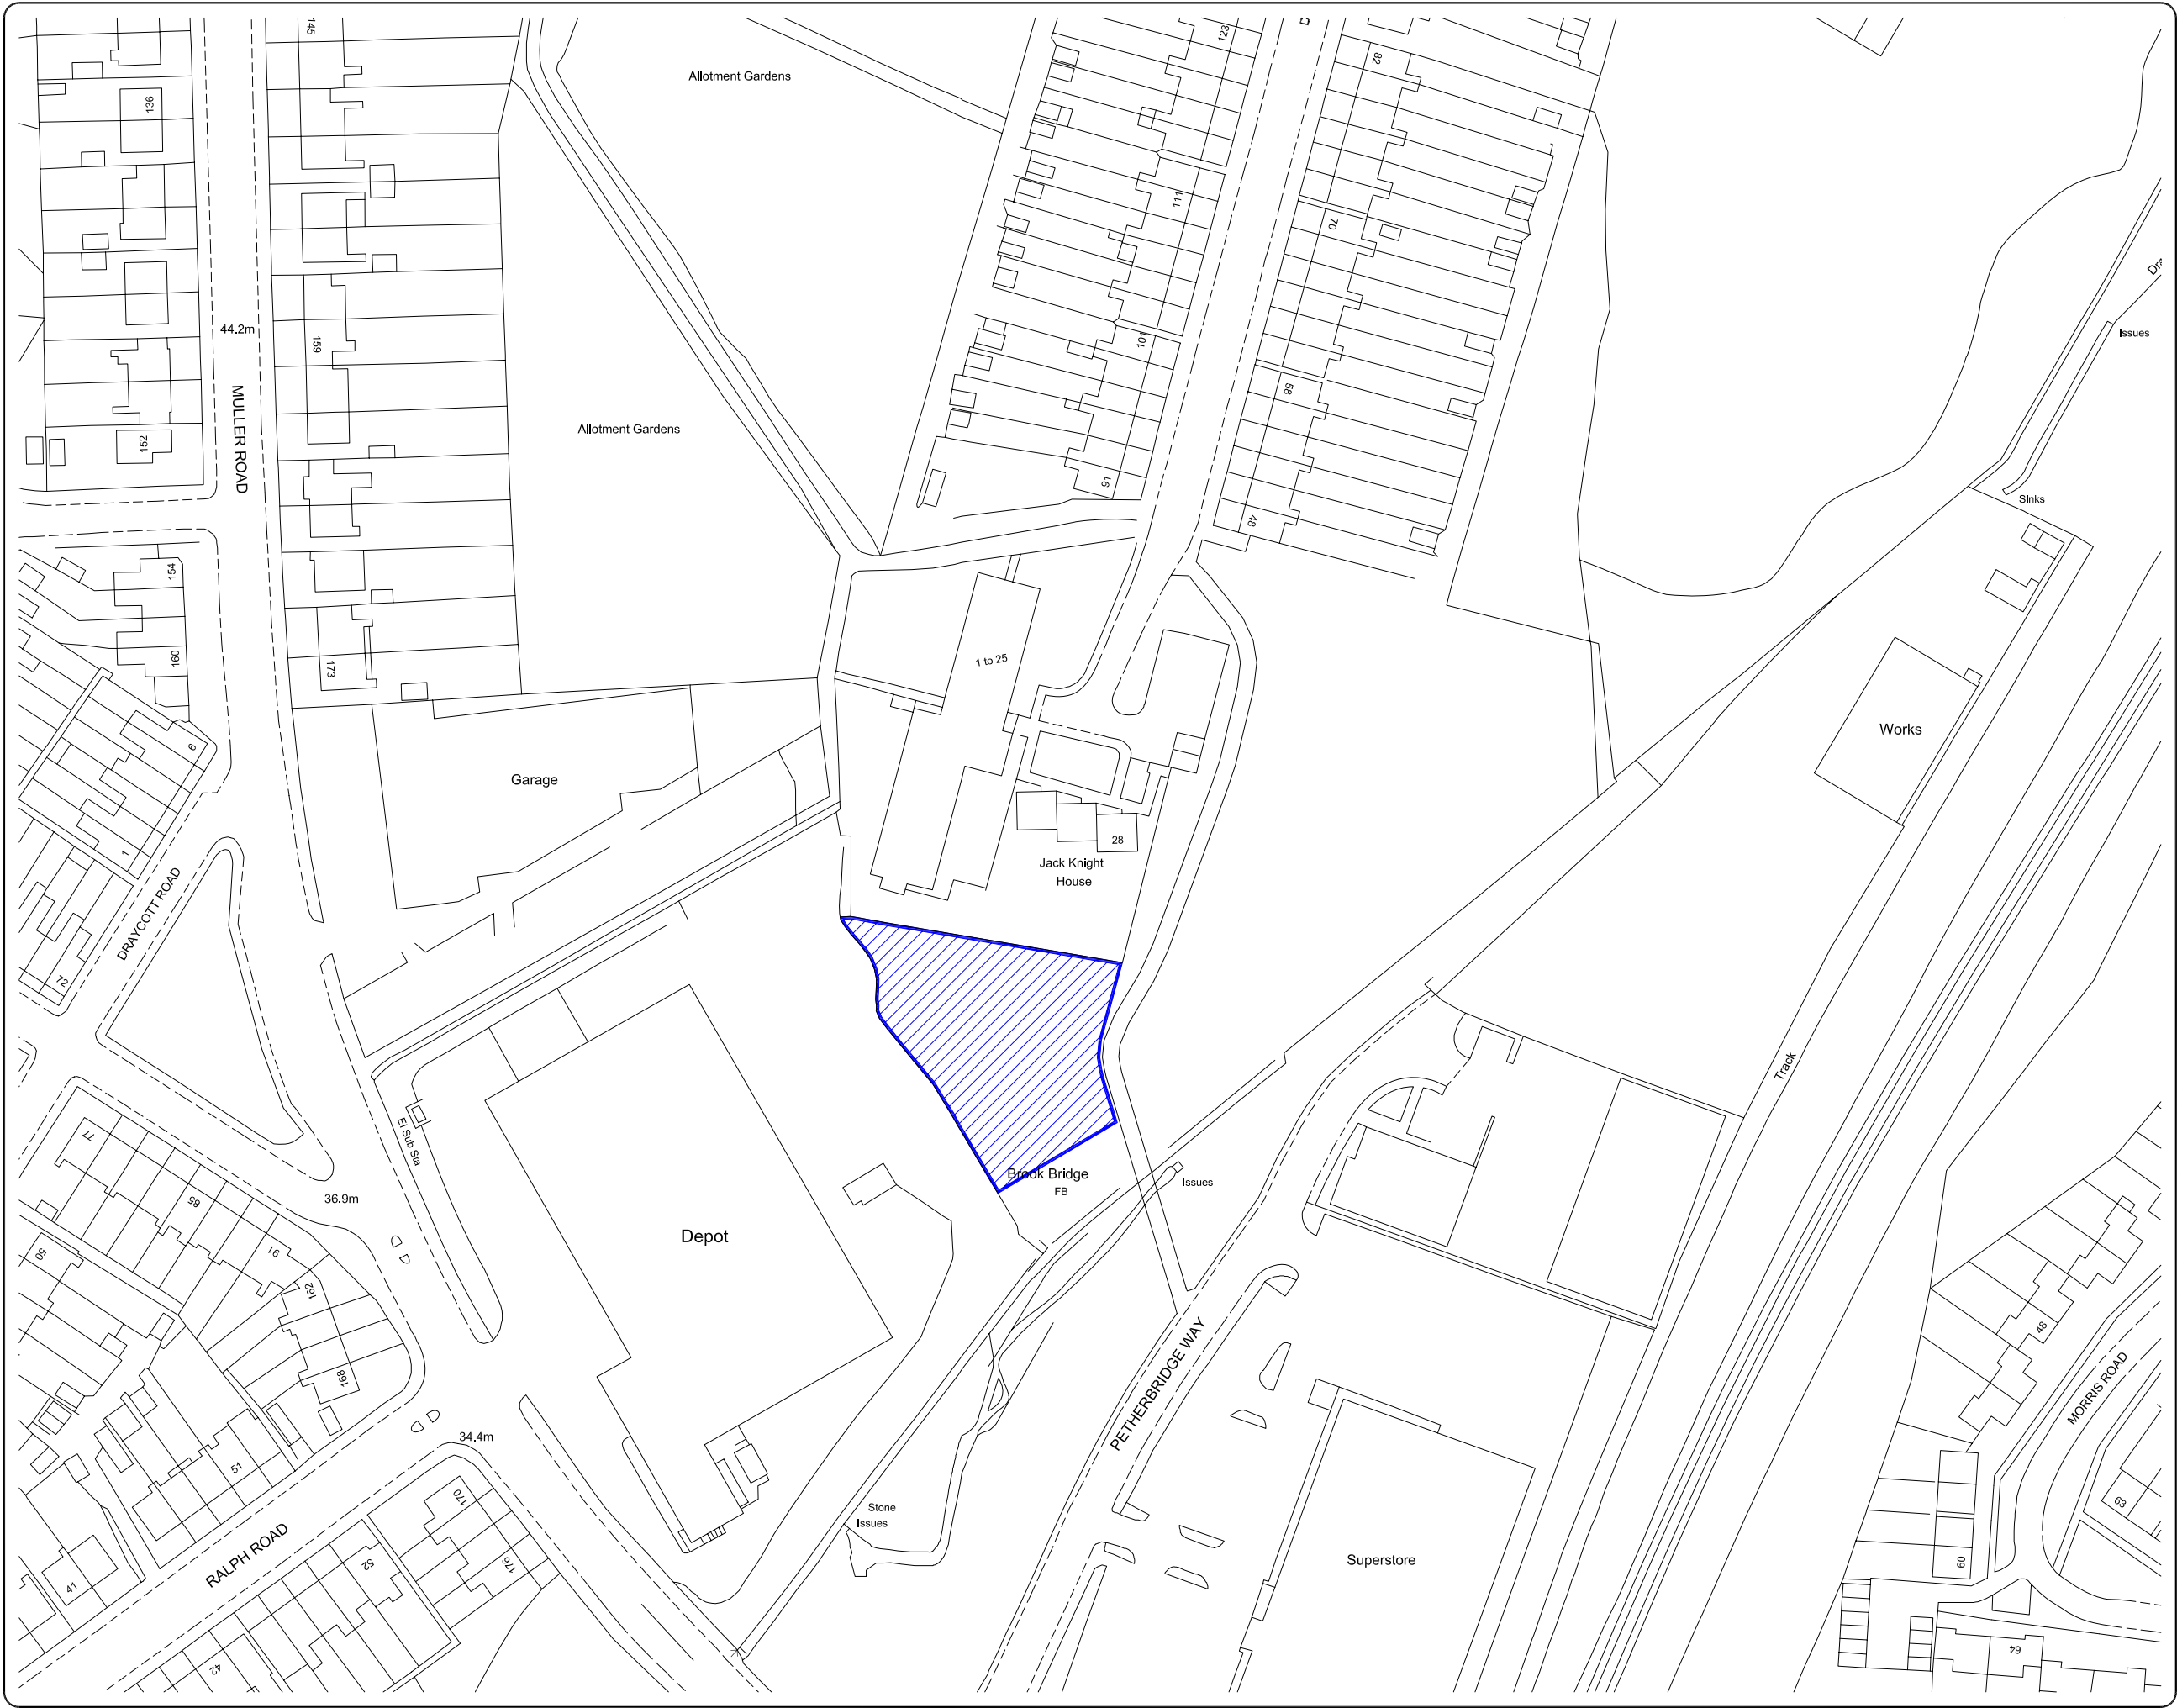 145
123
82
Allotment Gardens
136
111
70
Issues
44.2m
159
101
58
MULLER ROAD
Allotment Gardens
152
91
48
Sinks
154
160
173
1 to 25
Works
6
Garage
1
28
Jack Knight
House
DRAYCOTT ROAD
72
Track
El Sub Sta
77
85
91
36.9m
Brook Bridge
FB
Issues
Depot
50
162
168
48
PETHERBRIDGE WAY
MORRIS ROAD
34.4m
51
170
63
Stone
Issues
RALPH ROAD
52
176
Superstore
41
60
42
64